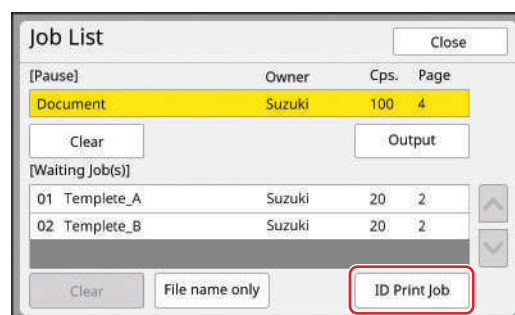 Job List Close
[Pause] Owner Cps. Page
Document Suzuki 100 4
Clear Output
[Waiting Job(s)]
01 Templete_A Suzuki 20 2
02 Templete_B Suzuki 20 2
Clear File name only ID Print Job